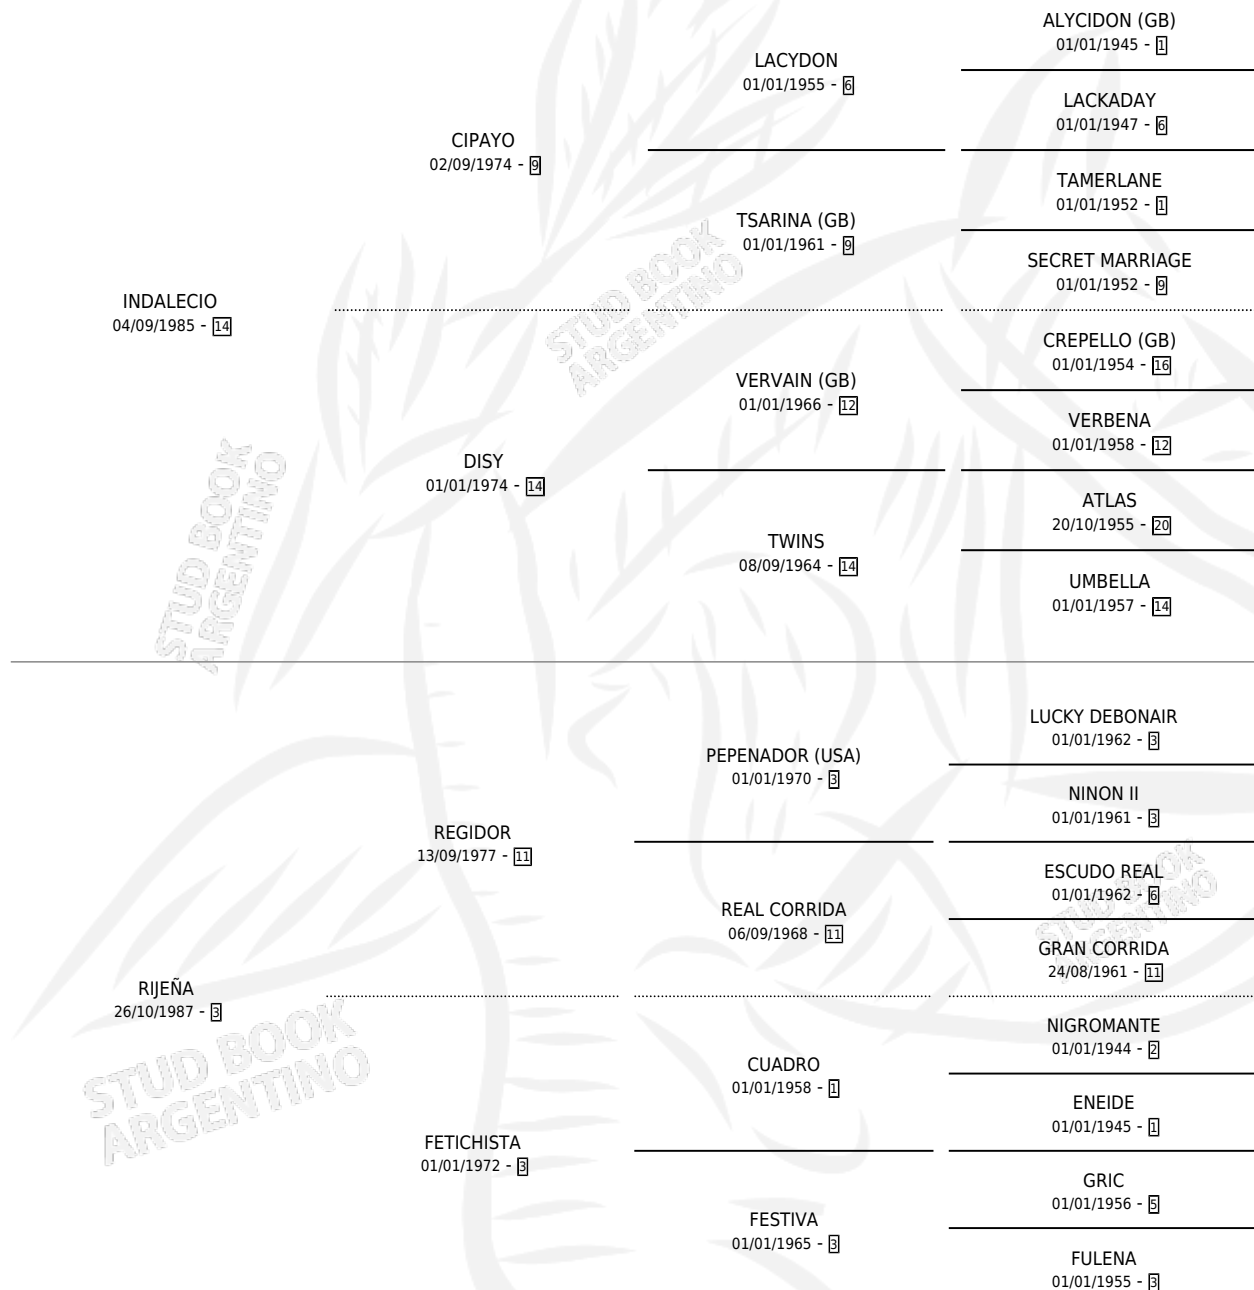 ALYCIDON (GB)
01/01/1945 - 1
LACYDON
01/01/1955 - 6
LACKADAY
01/01/1947 - 6
CIPAYO
02/09/1974 - 9
TAMERLANE
01/01/1952 - 1
TSARINA (GB)
01/01/1961 - 9
SECRET MARRIAGE
01/01/1952 - 9
INDALECIO
04/09/1985 - 14
STUD BOOK
ARGENTINO
CREPELLO (GB)
01/01/1954 - 16
VERVAIN (GB)
01/01/1966 - 12
VERBENA
01/01/1958 - 12
DISY
01/01/1974 - 14
ATLAS
20/10/1955 - 20
TWINS
08/09/1964 - 14
UMBELLA
01/01/1957 - 14
STUD BOOK
ARGENTINO
LUCKY DEBONAIR
01/01/1962 - 3
PEPENADOR (USA)
01/01/1970 - 3
NINON II
01/01/1961 - 3
REGIDOR
13/09/1977 - 11
ESCUDO REAL
01/01/1962 - 6
REAL CORRIDA
06/09/1968 - 11
STUD BOOK
ARGENTINO
GRAN CORRIDA
24/08/1961 - 11
RIJEÑA
26/10/1987 - 3
STUD BOOK
ARGENTINO
NIGROMANTE
01/01/1944 - 2
CUADRO
01/01/1958 - 1
ENEIDE
01/01/1945 - 1
FETICHISTA
01/01/1972 - 3
GRIC
01/01/1956 - 5
FESTIVA
01/01/1965 - 3
FULENA
01/01/1955 - 3